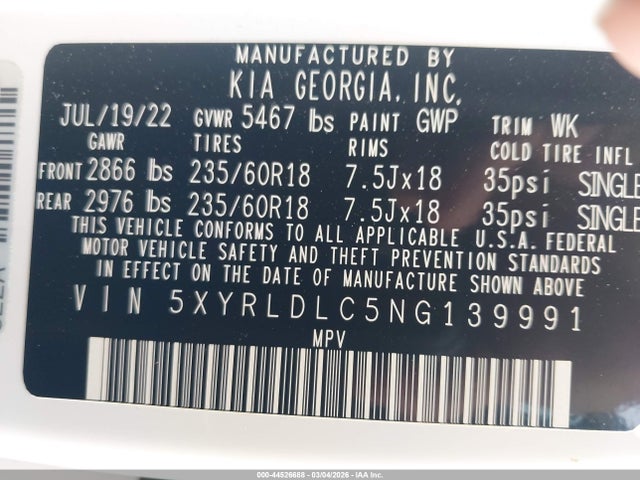 MANUFACTURED BY
KIA GEORGIA, INC.
JUL/19/22 GVWR 5467 lbs PAINT GWP TRIM WK
GAWR TIRES RIMS COLD TIRE INFL
FRONT 2866 lbs 235/60R18 7.5Jx18 35psi SINGLE
REAR 2976 lbs 235/60R18 7.5Jx18 35psi SINGLE
THIS VEHICLE CONFORMS TO ALL APPLICABLE U.S.A. FEDERAL
MOTOR VEHICLE SAFETY AND THEFT PREVENTION STANDARDS
IN EFFECT ON THE DATE OF MANUFACTURE SHOWN ABOVE
VIN 5XYRLDLC5NG139991
MPV
000-44526688 - 03/04/2026 - IAA Inc.